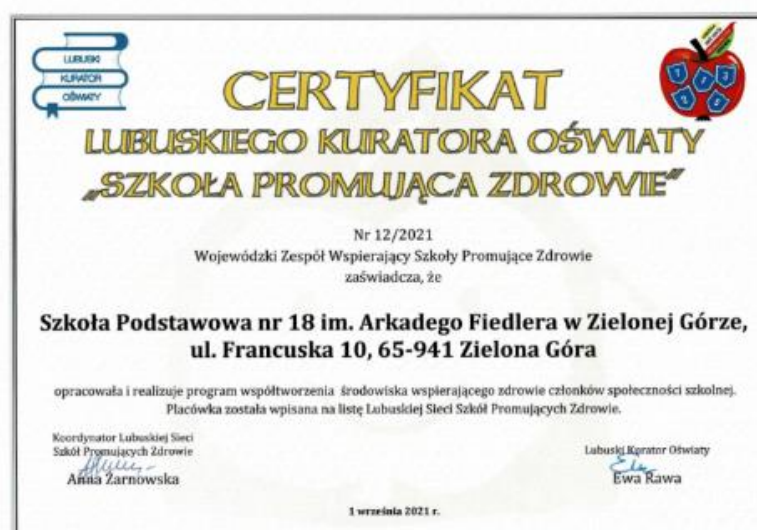 LUBUSKI
KURATOR
OŚWIATY
CERTYFIKAT
LUBUSKIEGO KURATORA OŚWIATY
„SZKOŁA PROMUJĄCA ZDROWIE"
Nr 12/2021
Wojewódzki Zespół Wspierający Szkoły Promujące Zdrowie
zaświadcza, że
Szkoła Podstawowa nr 18 im. Arkadego Fiedlera w Zielonej Górze,
ul. Francuska 10, 65-941 Zielona Góra
opracowała i realizuje program współtworzenia środowiska wspierającego zdrowie członków społeczności szkolnej.
Placówka została wpisana na listę Lubuskiej Sieci Szkół Promujących Zdrowie.
Koordynator Lubuskiej Sieci
Szkół Promujących Zdrowie
Anna Żarnowska
Lubuski Kurator Oświaty
Ewa Rawa
1 września 2021 r.